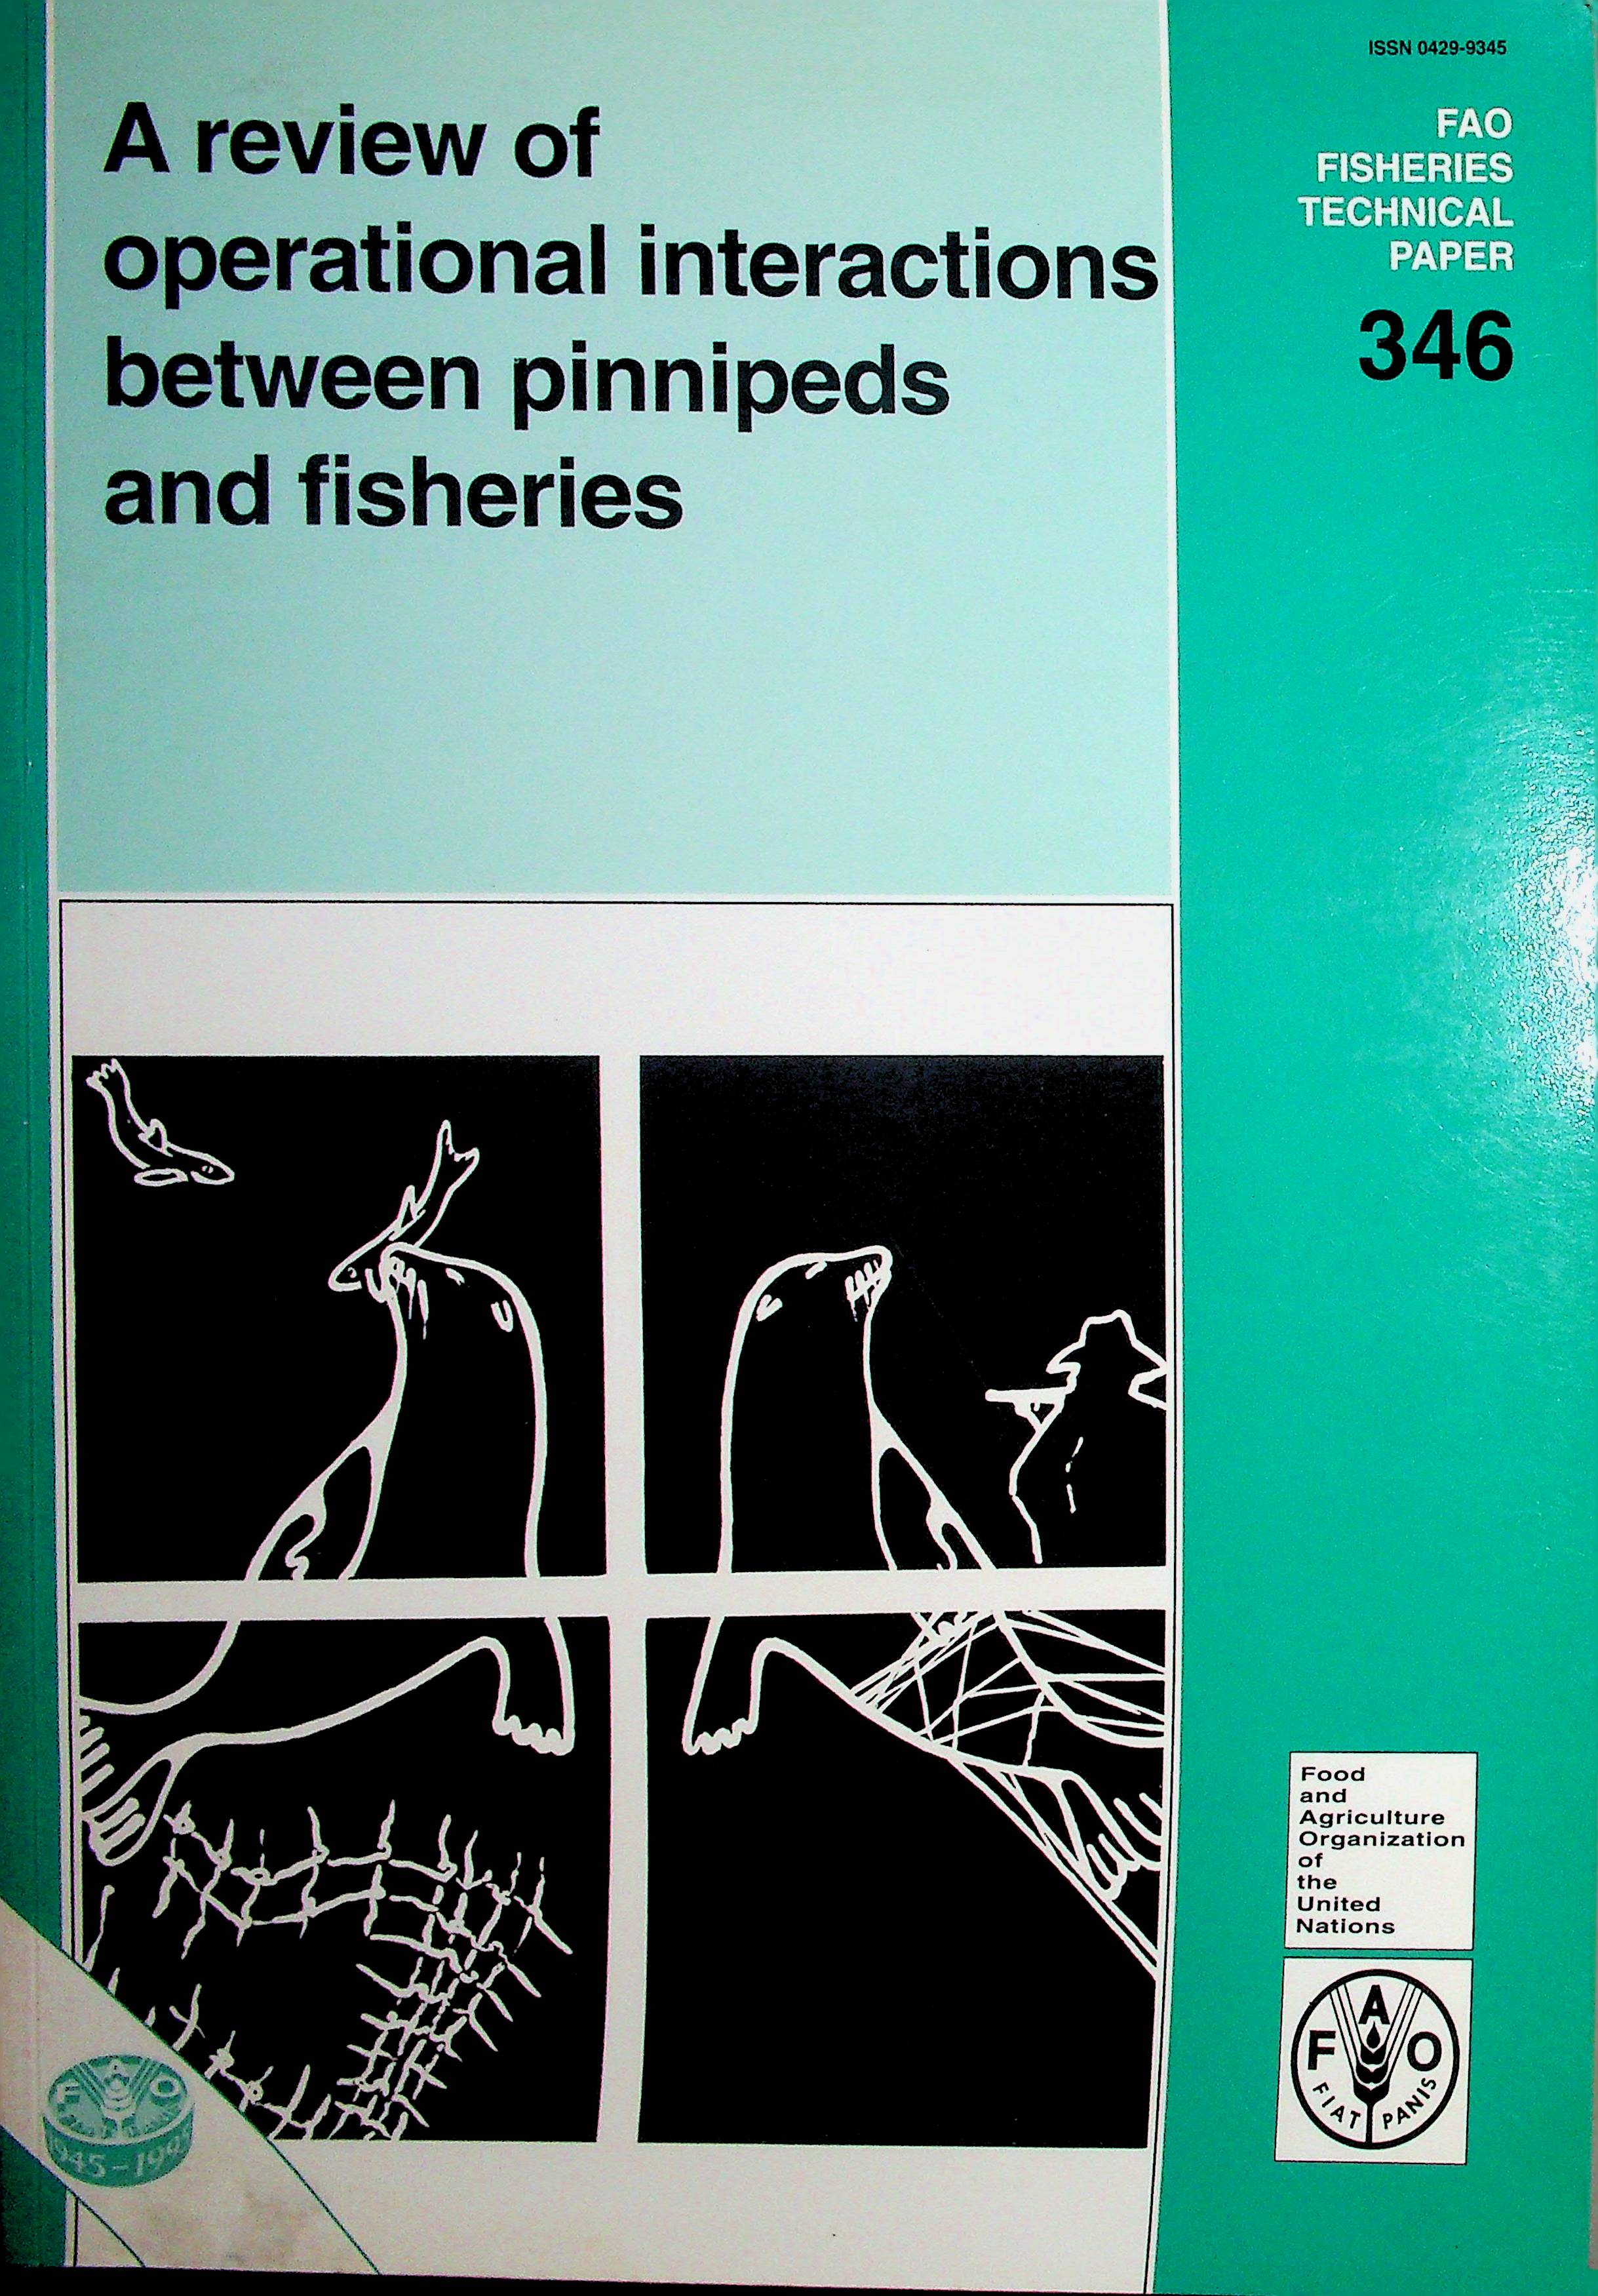 ISSN 0429-9345
A review of
operational interactions
between pinnipeds
and fisheries
FAO
FISHERIES
TECHNICAL
PAPER
346
Food
and
Agriculture
Organization
of
the
United
Nations
F A O
FIAT PANIS
F A O